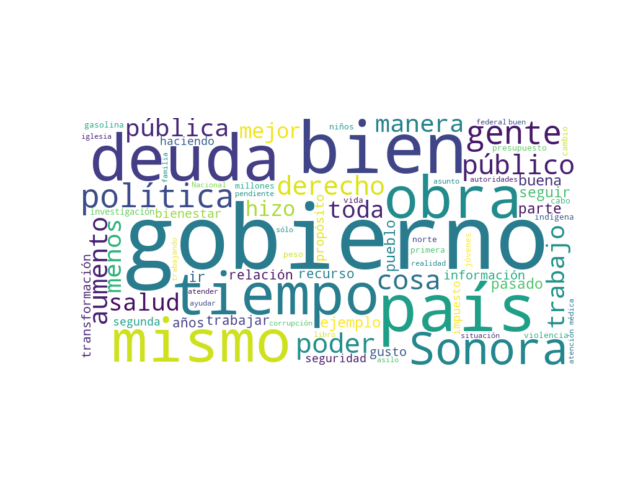 gasolina
pública
mejor
niños
manera
gente
federal
buen
cambio
iglesia
haciendo
familia
deuda
bien
público
presupuesto
política
Nacional
millones
pendiente
derecho
vida
obra
asunto
autoridades
buena
seguir
cabo
investigación
bienestar
hizo
toda
propósito
parte
indígena
aumento
menos
gobierno
sólo
pueblo
norte
primera
realidad
jóvenes
trabajo
transformación
trabajando
peso
ir
relación
recurso
cosa
información
pasado
atender
ayudar
tiempo
país
impuesto
salud
segunda
años
trabajar
corrupción
ejemplo
libra
mismo
poder
seguridad
gusto
asilo
Sonora
situación
violencia
atención médica